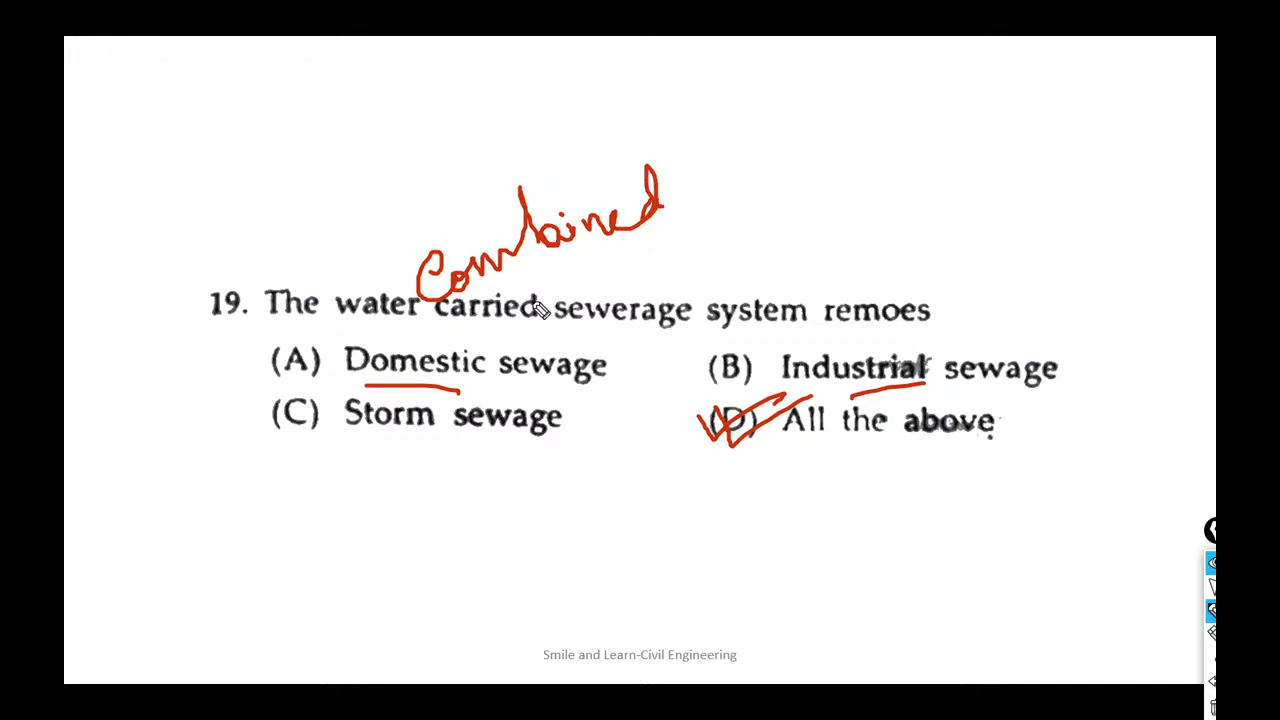 Combined
19. The water carried sewerage system remoes
(A) Domestic sewage (B) Industrial sewage
(C) Storm sewage (D) All the above
Smile and Learn-Civil Engineering